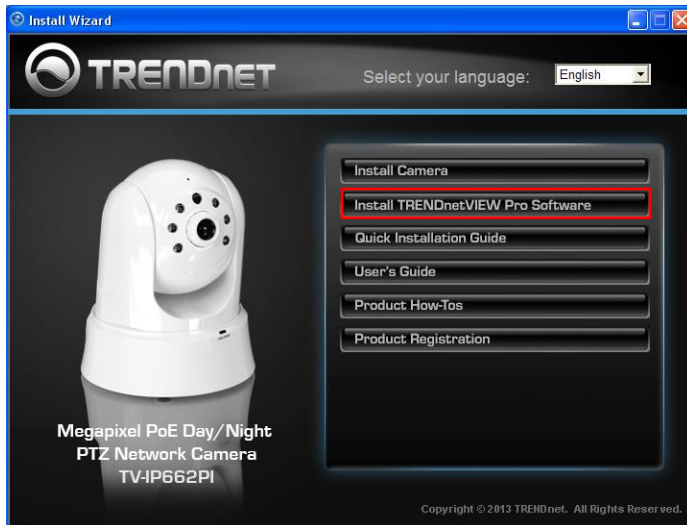 Install Wizard
TRENDNET
Select your language:
English
Install Camera
Install TRENDnetVIEW Pro Software
Quick Installation Guide
User's Guide
Product How-Tos
Product Registration
Megapixel PoE Day/Night
PTZ Network Camera
TV-IP662PI
Copyright © 2013 TRENDnet. All Rights Reserved.